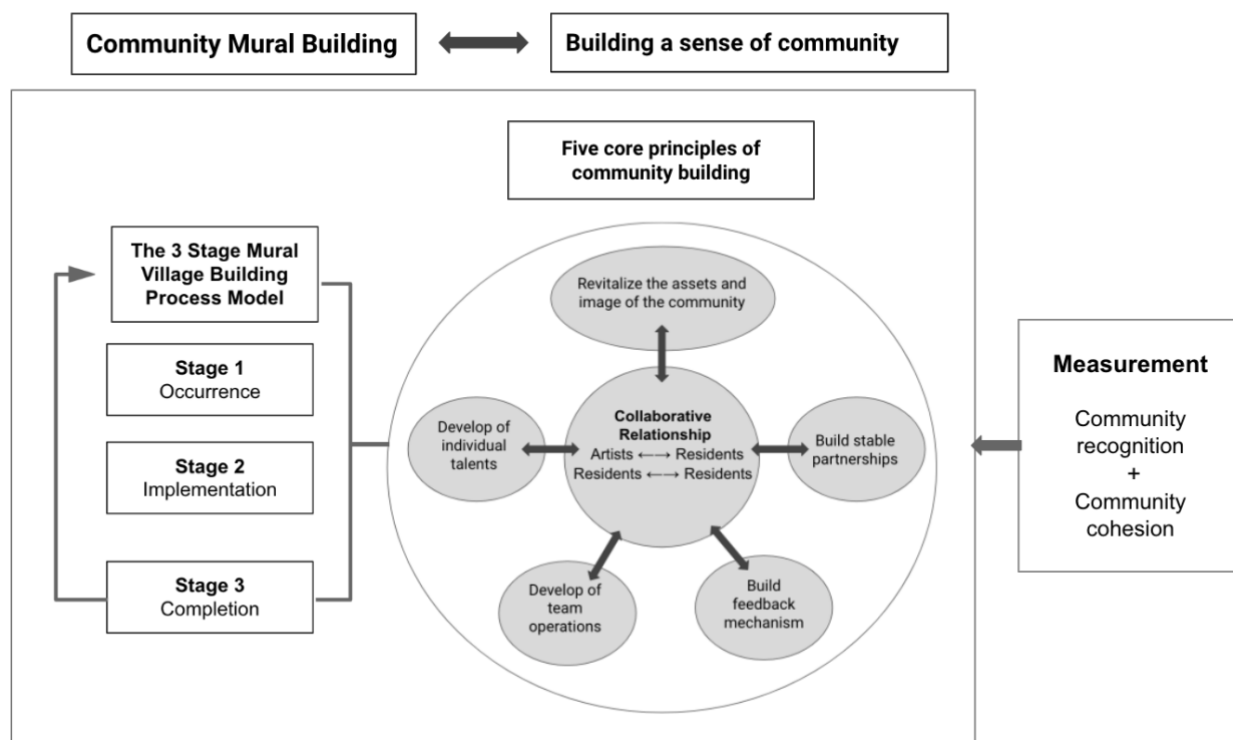 Community Mural Building
Building a sense of community
Five core principles of
community building
The 3 Stage Mural
Village Building
Process Model
Stage 1
Occurrence
Stage 2
Implementation
Stage 3
Completion
Revitalize the assets and
image of the community
Develop of
individual
talents
Collaborative
Relationship
Artists ←→ Residents
Residents ←→ Residents
Build stable
partnerships
Develop of
team
operations
Build
feedback
mechanism
Measurement
Community
recognition
+
Community
cohesion